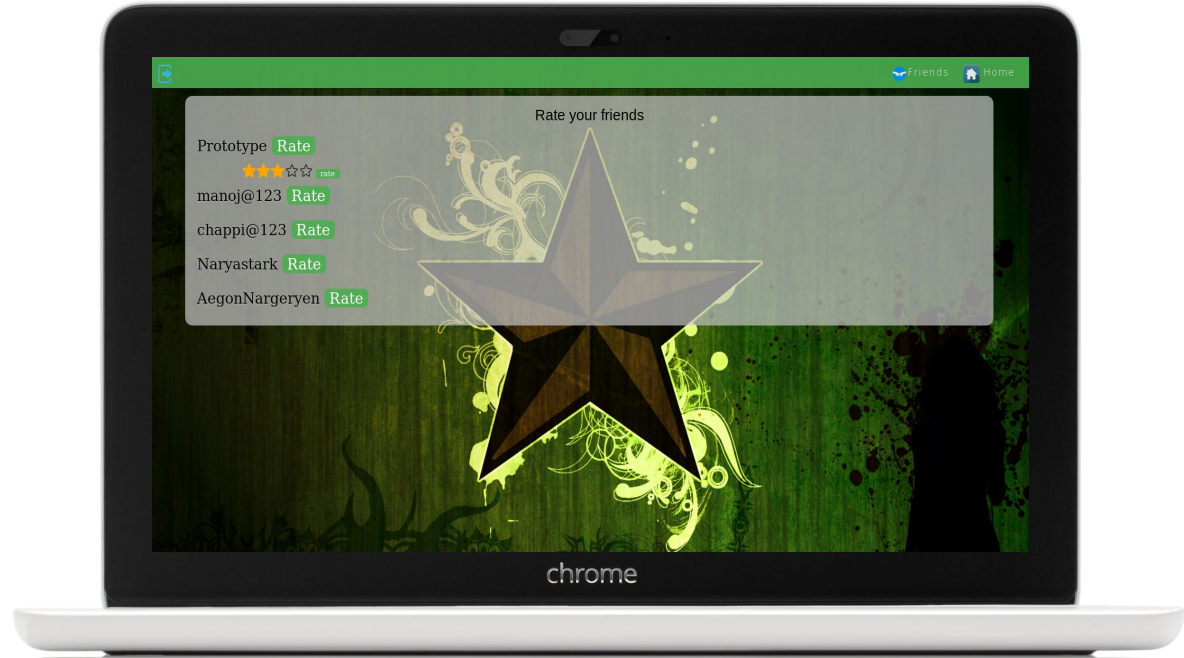 Friends Home
Rate your friends
Prototype Rate
rate
manoj@123 Rate
chappi@123 Rate
Naryastark Rate
AegonNargeryen Rate
chrome